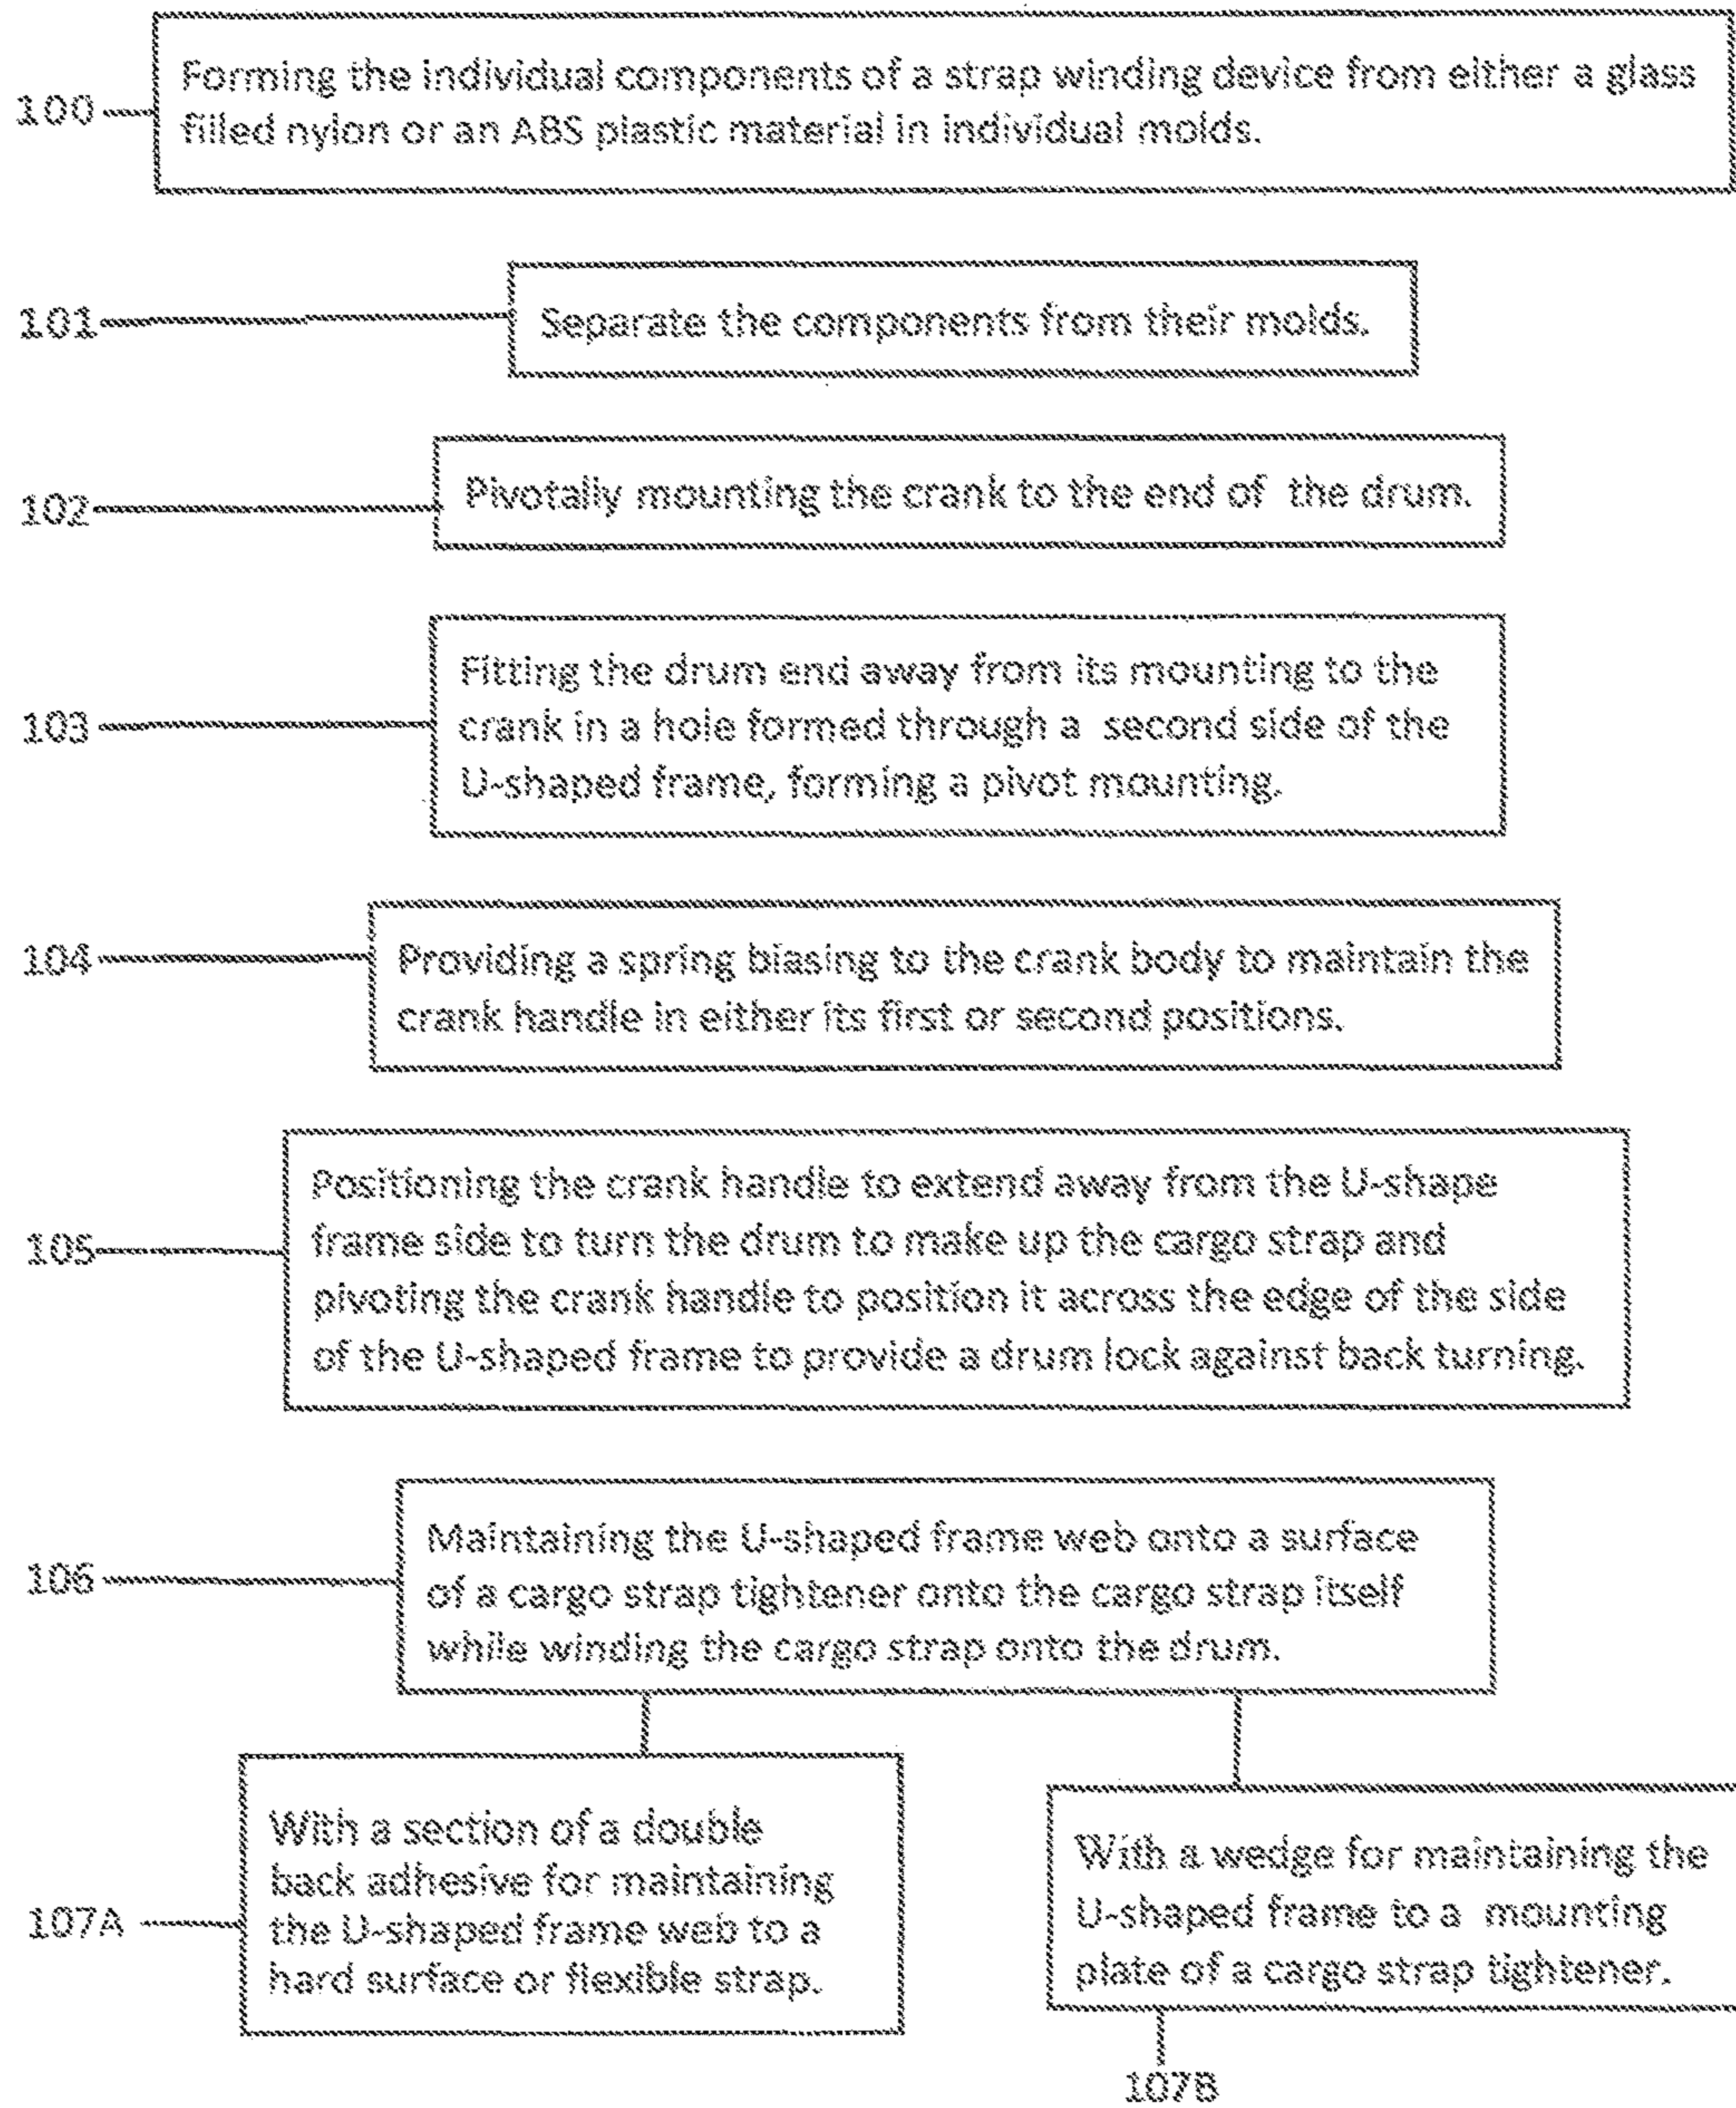 100
Forming the individual components of a strap winding device from either a glass
filled nylon or an ABS plastic material in individual molds.
101
Separate the components from their molds.
102
Pivotally mounting the crank to the end of the drum.
103
Fitting the drum end away from its mounting to the
crank in a hole formed through a second side of the
U-shaped frame, forming a pivot mounting.
104
Providing a spring biasing to the crank body to maintain the
crank handle in either its first or second positions.
105
Positioning the crank handle to extend away from the U-shape
frame side to turn the drum to make up the cargo strap and
pivoting the crank handle to position it across the edge of the side
of the U-shaped frame to provide a drum lock against back turning.
106
Maintaining the U-shaped frame web onto a surface
of a cargo strap tightener onto the cargo strap itself
while winding the cargo strap onto the drum.
107A
With a section of a double
back adhesive for maintaining
the U-shaped frame web to a
hard surface or flexible strap.
With a wedge for maintaining the
U-shaped frame to a mounting
plate of a cargo strap tightener.
107B